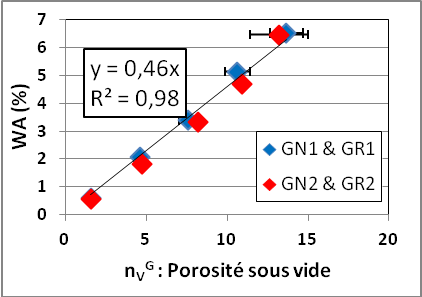 7
6
5
4
3
2
1
0
WA (%)
y = 0,46x
R² = 0,98
GN1 & GR1
GN2 & GR2
0 5 10 15 20
nᵥᴳ : Porosité sous vide